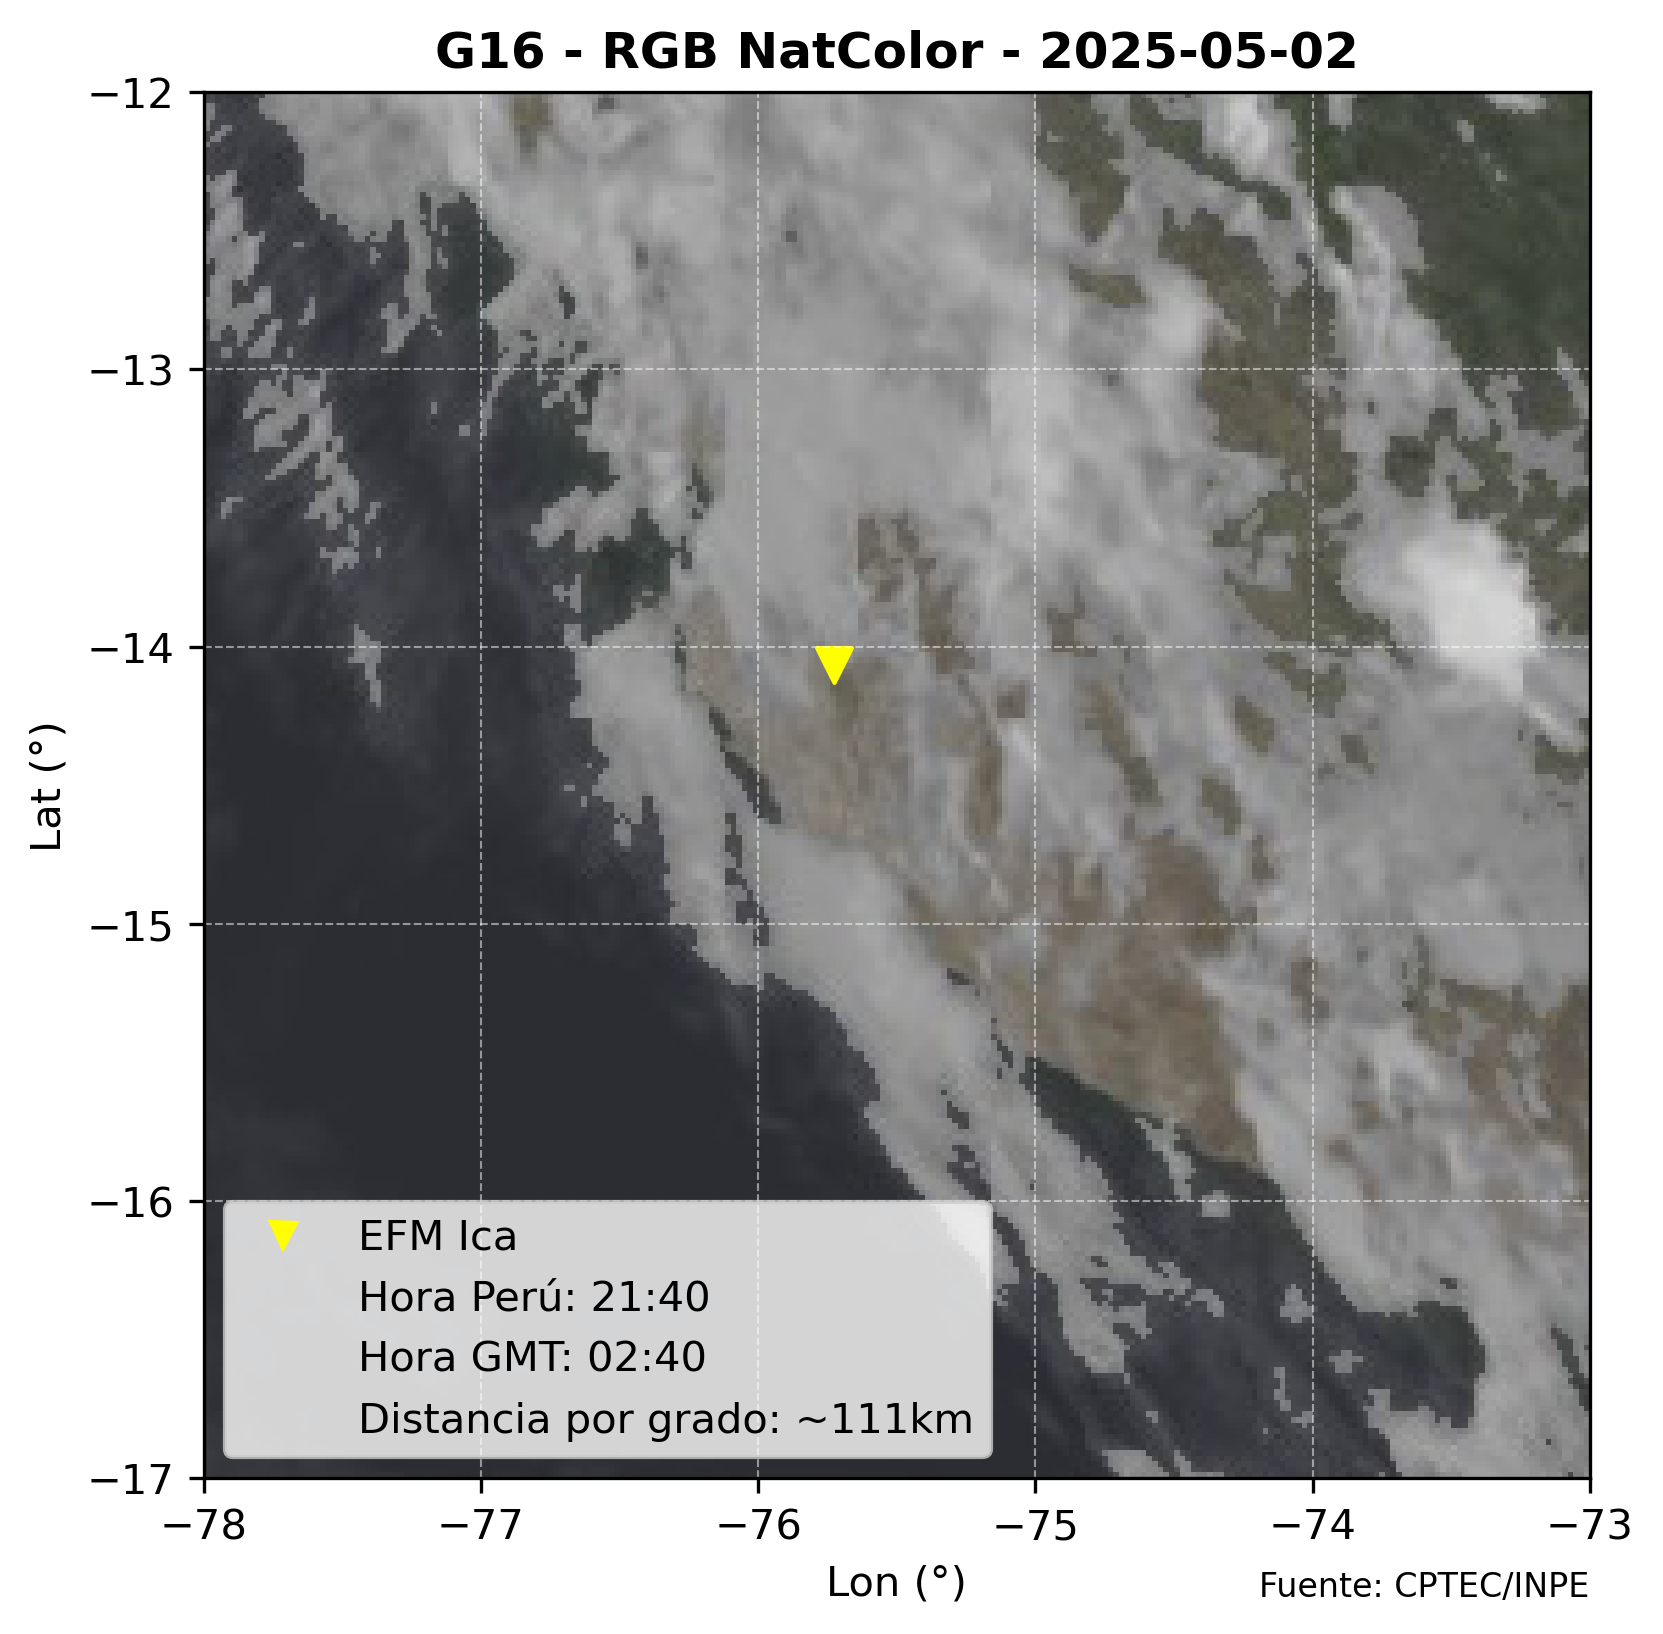 G16 - RGB NatColor - 2025-05-02
−12
−13
−14
−15
−16
−17
Lat (°)
EFM Ica
Hora Perú: 21:40
Hora GMT: 02:40
Distancia por grado: ~111km
−78 −77 −76 −75 −74 −73
Lon (°)
Fuente: CPTEC/INPE